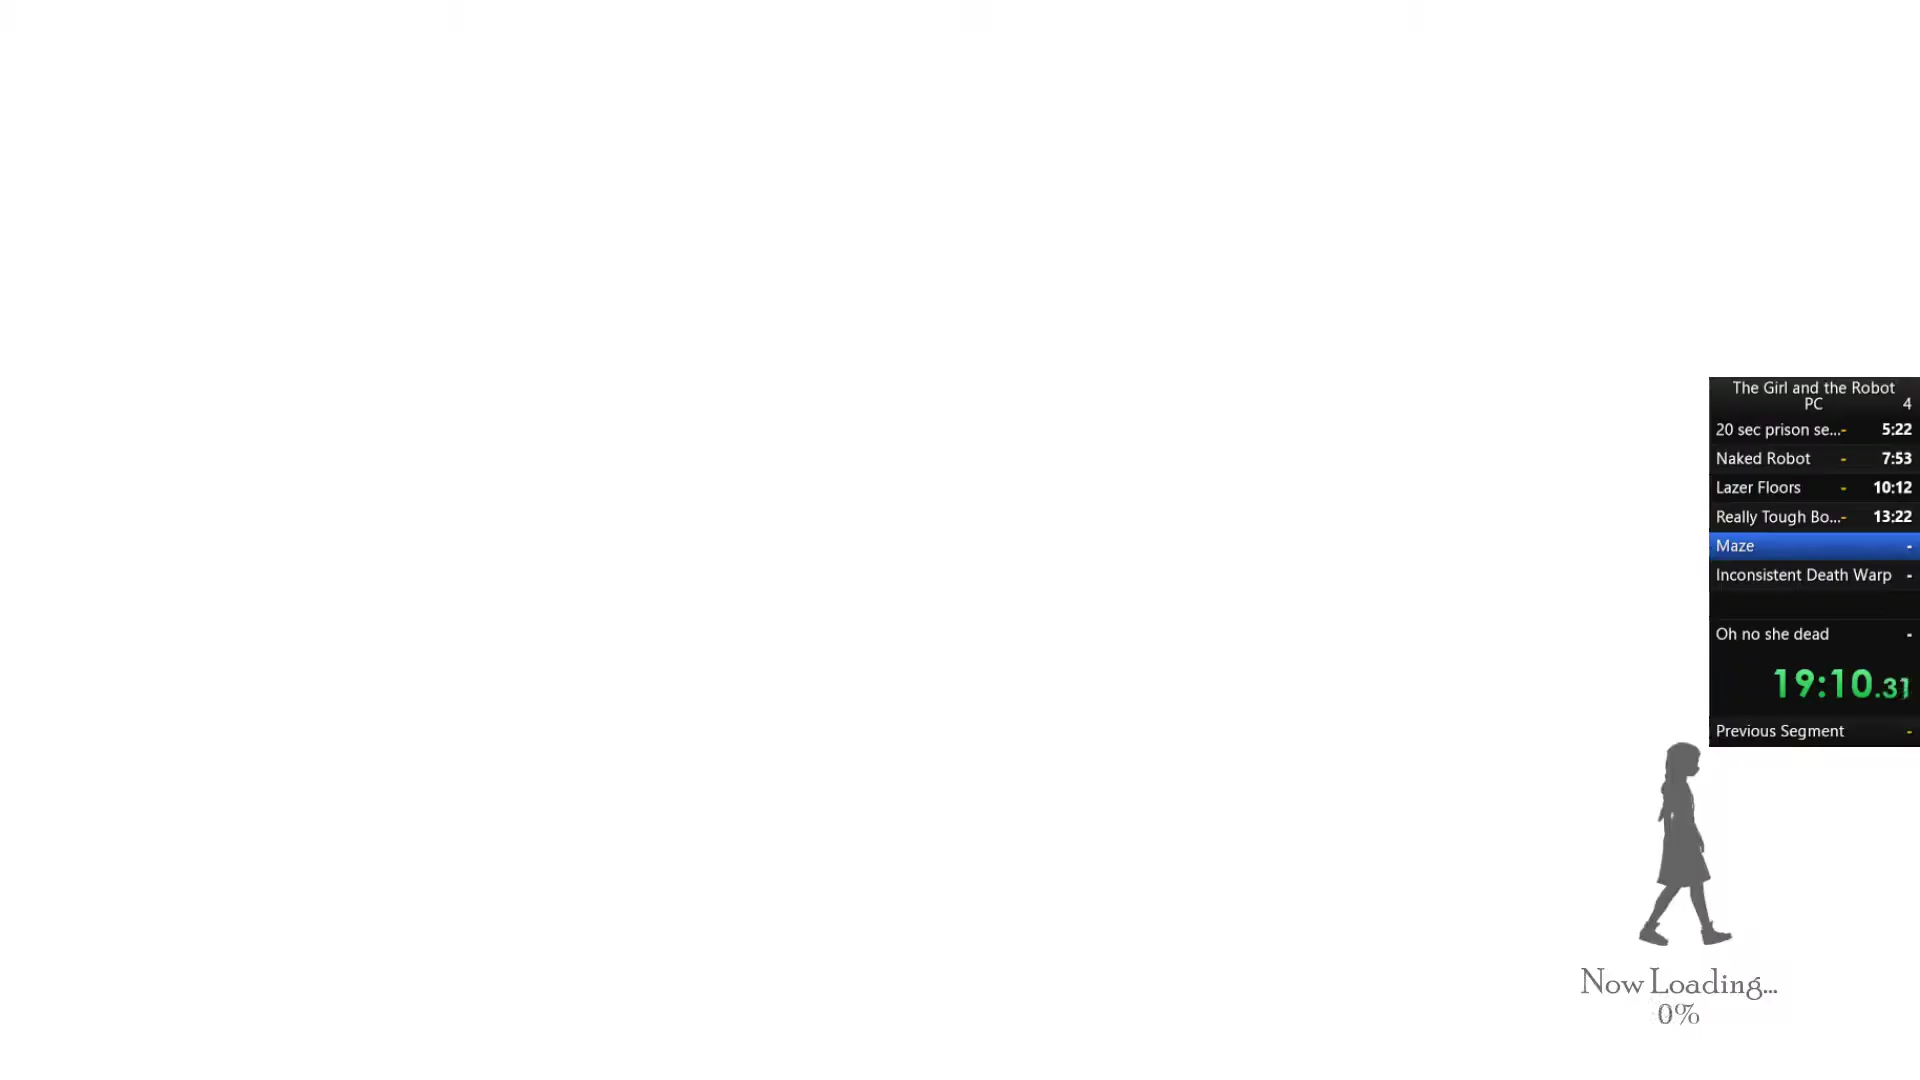 The Girl and the Robot
PC 4
20 sec prison se...- 5:22
Naked Robot - 7:53
Lazer Floors - 10:12
Really Tough Bo...- 13:22
Maze -
Inconsistent Death Warp -
Oh no she dead -
19:10.31
Previous Segment -
Now Loading...
0%